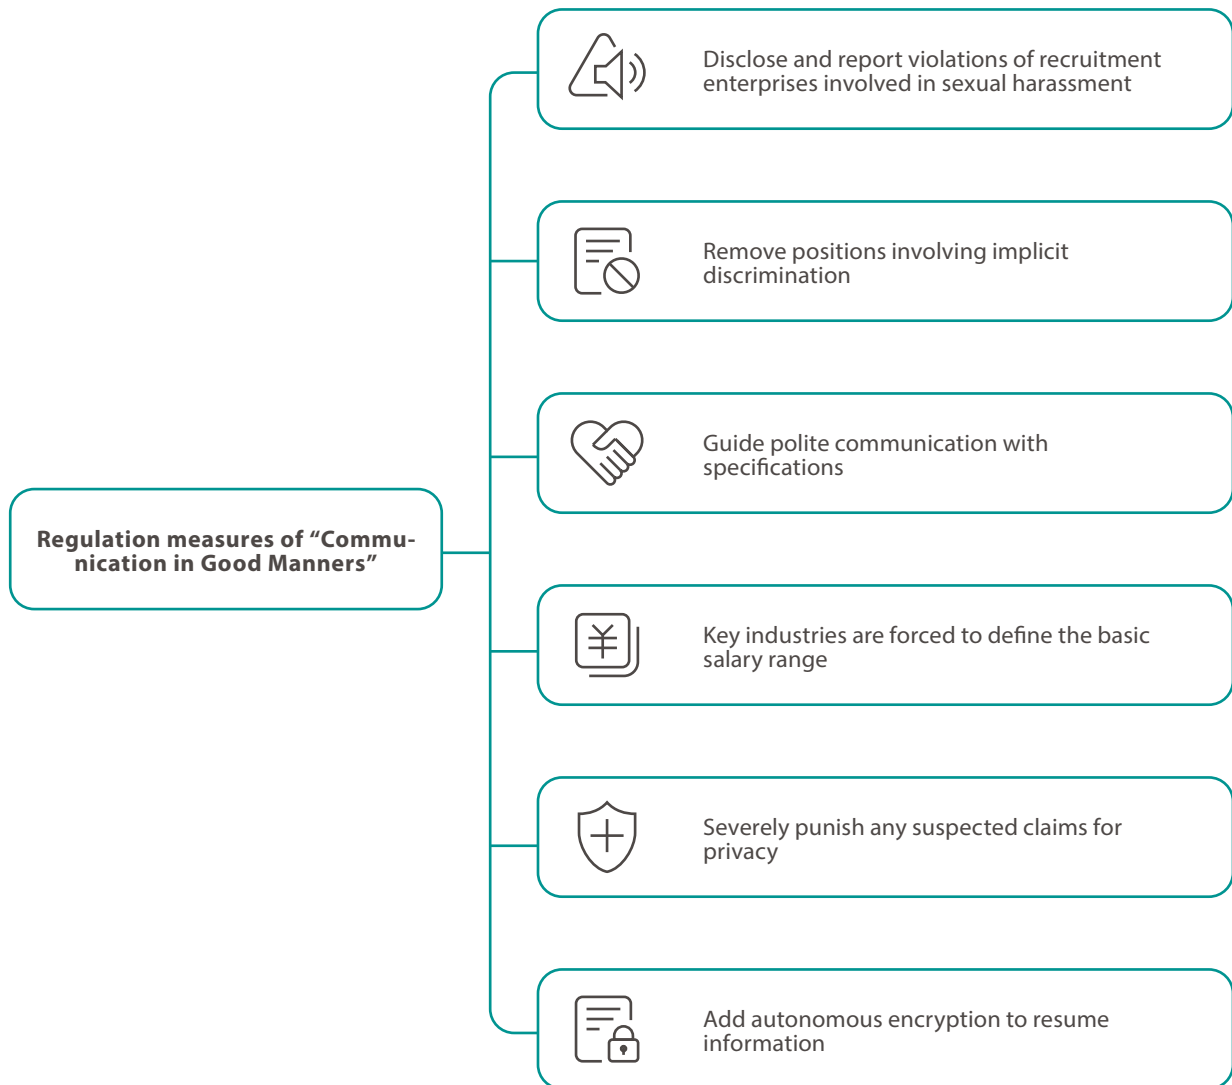 Disclose and report violations of recruitment
enterprises involved in sexual harassment
Remove positions involving implicit
discrimination
Guide polite communication with
specifications
Regulation measures of “Commu-
nication in Good Manners”
Key industries are forced to define the basic
salary range
Severely punish any suspected claims for
privacy
Add autonomous encryption to resume
information